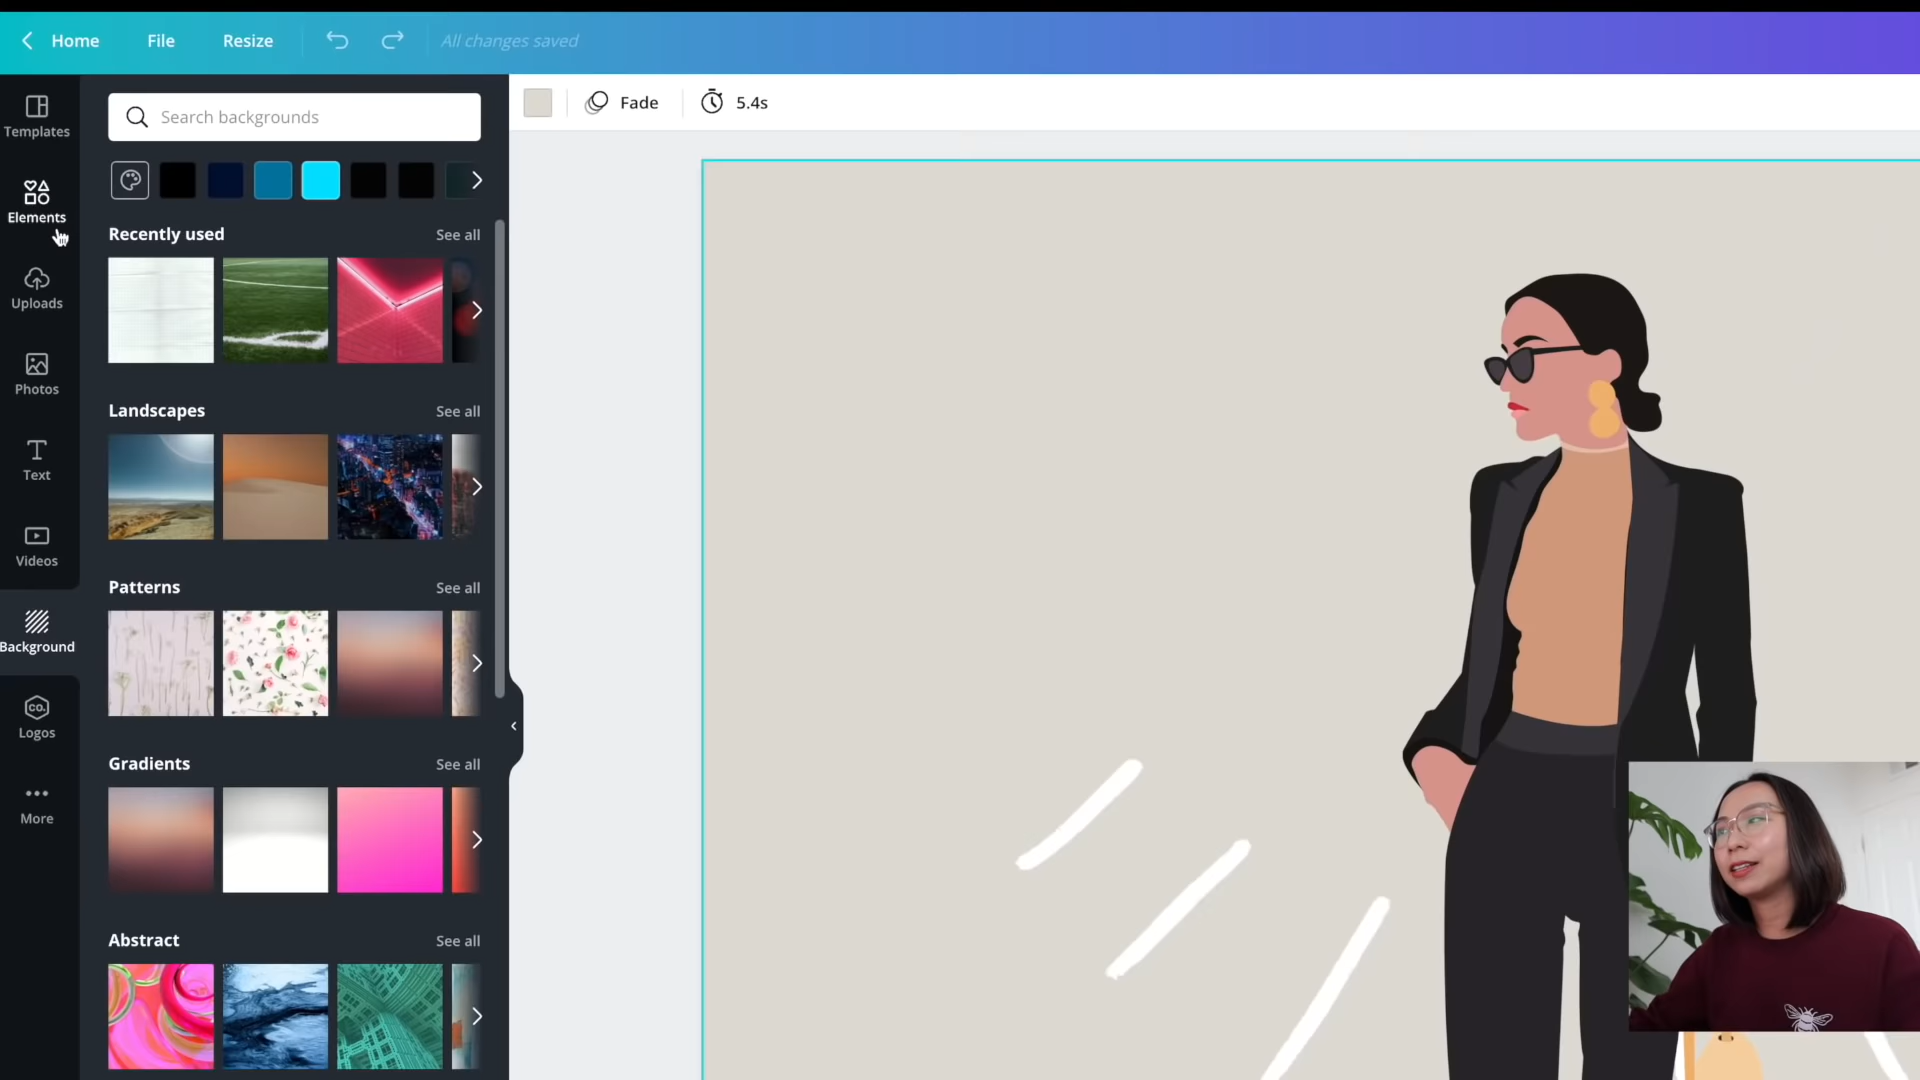 Home File Resize All changes saved
Templates
Elements
Uploads
Photos
Text
Videos
Background
CO.
Logos
More
Search backgrounds
Recently used See all
Landscapes See all
Patterns See all
Gradients See all
Abstract See all
Fade 5.4s